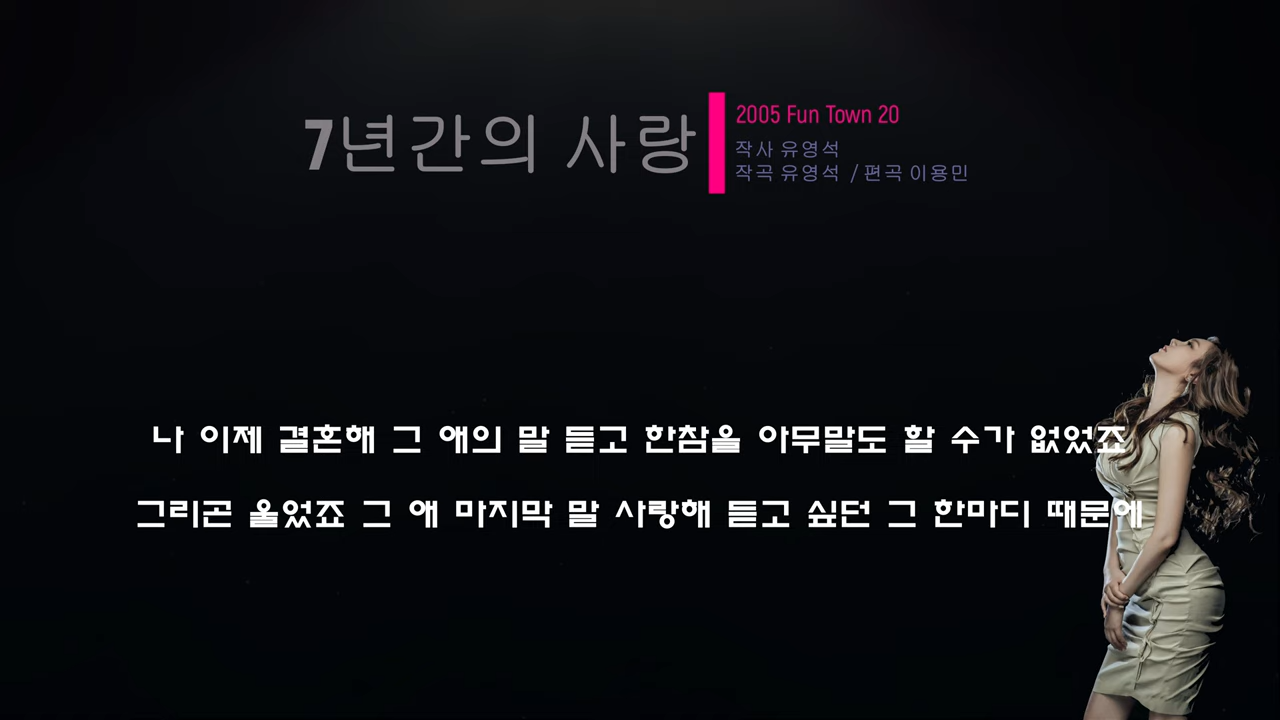 7년간의 사랑
2005 Fun Town 20
작사 유영석
작곡 유영석 / 편곡 이용민
나 이제 결혼해 그 애의 말 듣고 한참을 아무말도 할 수가 없었죠
그리곤 울었죠 그 애 마지막 말 사랑해 듣고 싶던 그 한마디 때문에